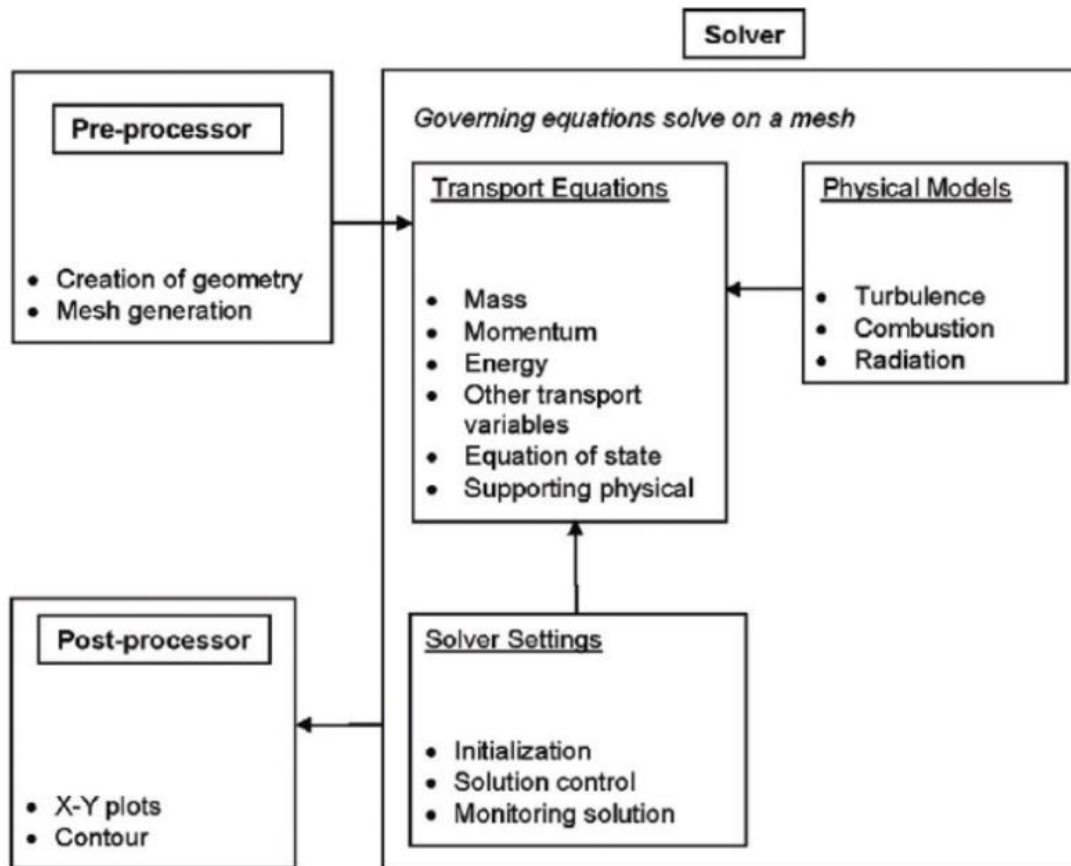 Solver
Pre-processor
Creation of geometry
Mesh generation
Governing equations solve on a mesh
Transport Equations
Mass
Momentum
Energy
Other transport
variables
Equation of state
Supporting physical
Physical Models
Turbulence
Combustion
Radiation
Solver Settings
Initialization
Solution control
Monitoring solution
Post-processor
X-Y plots
Contour